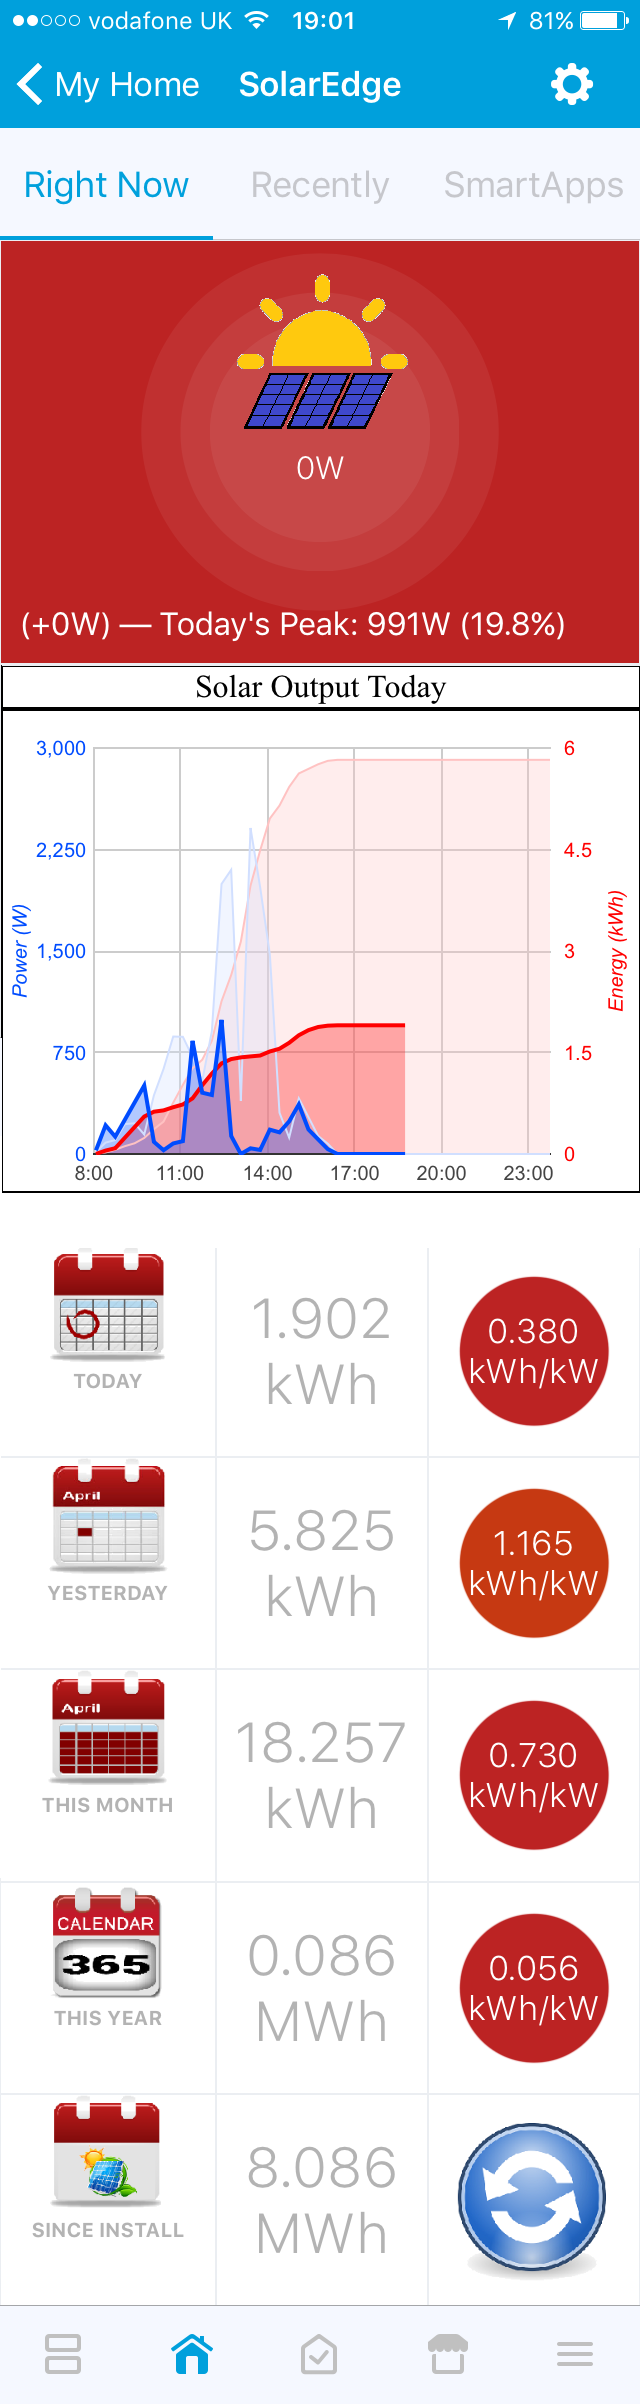 vodafone UK 19:01 81%
My Home SolarEdge
Right Now Recently SmartApps
0W
(+0W) — Today's Peak: 991W (19.8%)
Solar Output Today
3,000 6
2,250 4.5
1,500 3
750 1.5
0 0
Power (W)
Energy (kWh)
8:00 11:00 14:00 17:00 20:00 23:00
TODAY
1.902
kWh
0.380
kWh/kW
April
YESTERDAY
5.825
kWh
1.165
kWh/kW
April
THIS MONTH
18.257
kWh
0.730
kWh/kW
CALENDAR
365
THIS YEAR
0.086
MWh
0.056
kWh/kW
SINCE INSTALL
8.086
MWh